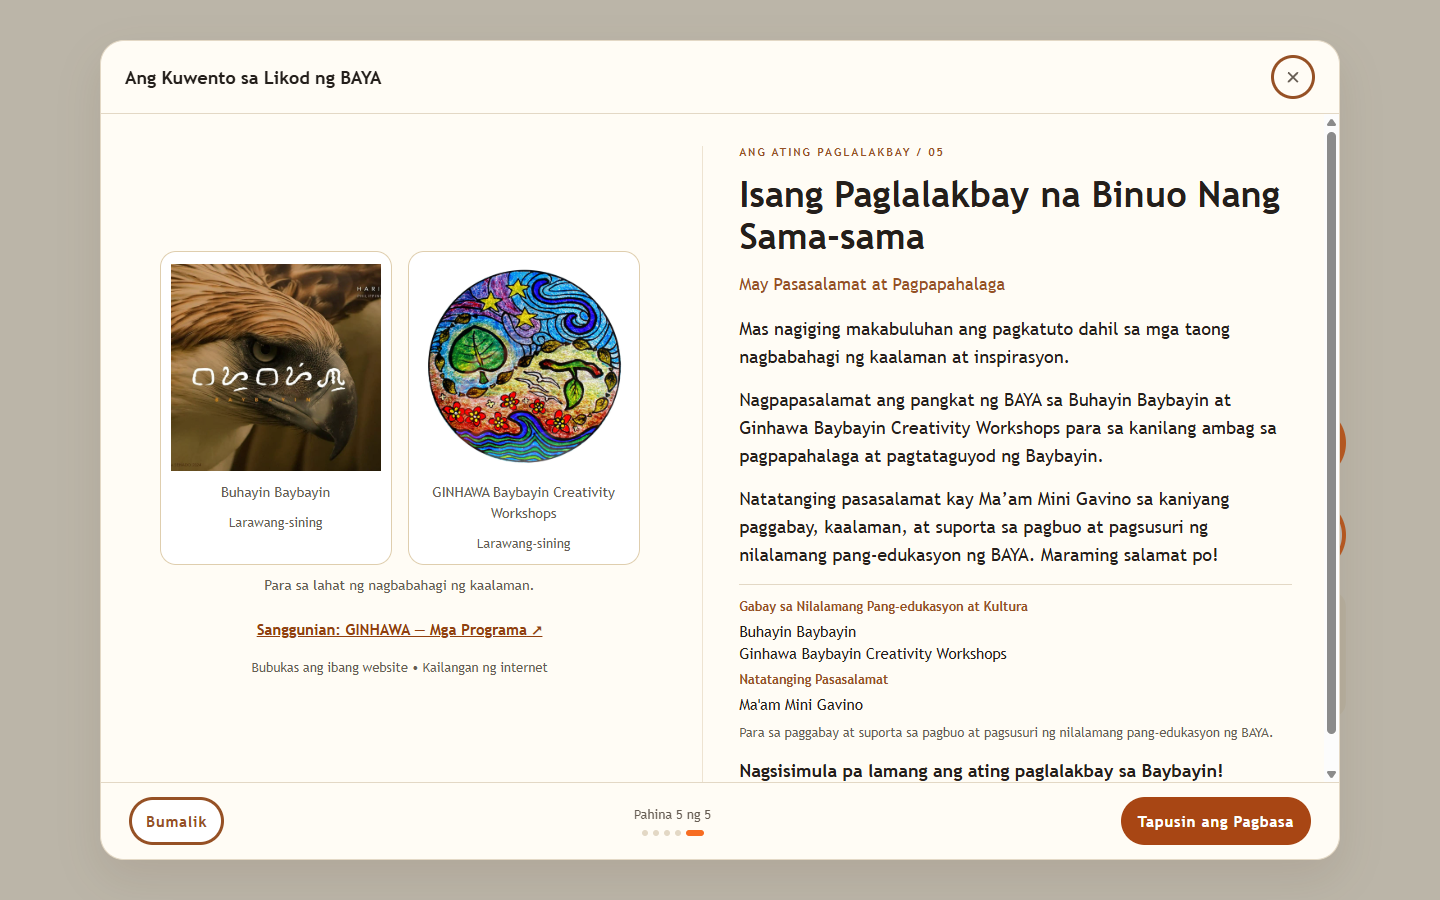 Ang Kuwento sa Likod ng BAYA
ᜊᜌ᜔ᜊᜌᜒᜈ᜔
Buhayin Baybayin
Larawang-sining
GINHAWA Baybayin Creativity
Workshops
Larawang-sining
Para sa lahat ng nagbabahagi ng kaalaman.
Sanggunian: GINHAWA — Mga Programa ↗
Bubukas ang ibang website • Kailangan ng internet
ANG ATING PAGLALAKBAY / 05
Isang Paglalakbay na Binuo Nang
Sama-sama
May Pasasalamat at Pagpapahalaga
Mas nagiging makabuluhan ang pagkatuto dahil sa mga taong
nagbabahagi ng kaalaman at inspirasyon.
Nagpapasalamat ang pangkat ng BAYA sa Buhayin Baybayin at
Ginhawa Baybayin Creativity Workshops para sa kanilang ambag sa
pagpapahalaga at pagtataguyod ng Baybayin.
Natatanging pasasalamat kay Ma’am Mini Gavino sa kaniyang
paggabay, kaalaman, at suporta sa pagbuo at pagsusuri ng
nilalamang pang-edukasyon ng BAYA. Maraming salamat po!
Gabay sa Nilalamang Pang-edukasyon at Kultura
Buhayin Baybayin
Ginhawa Baybayin Creativity Workshops
Natatanging Pasasalamat
Ma'am Mini Gavino
Para sa paggabay at suporta sa pagbuo at pagsusuri ng nilalamang pang-edukasyon ng BAYA.
Nagsisimula pa lamang ang ating paglalakbay sa Baybayin!
Bumalik
Pahina 5 ng 5
Tapusin ang Pagbasa